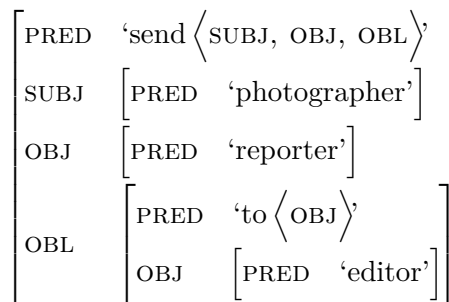 PRED ‘send⟨SUBJ, OBJ, OBL⟩’
SUBJ [PRED ‘photographer’]
OBJ [PRED ‘reporter’]
OBL [PRED ‘to⟨OBJ⟩’
OBJ [PRED ‘editor’]]